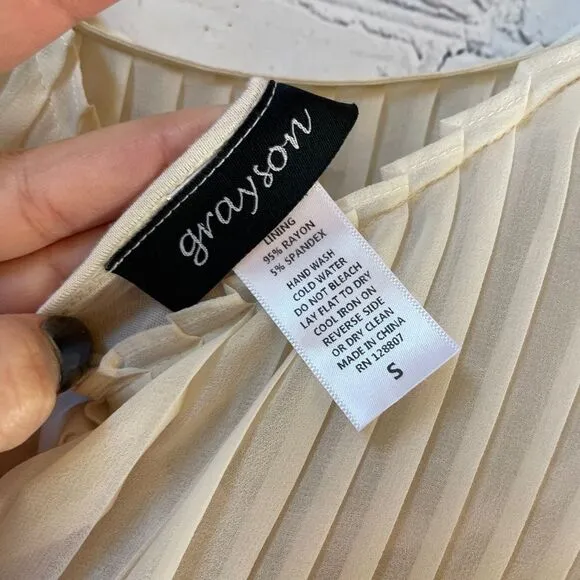 grayson
LINING
95% RAYON
5% SPANDEX
HAND WASH
COLD WATER
DO NOT BLEACH
LAY FLAT TO DRY
COOL IRON ON
REVERSE SIDE
OR DRY CLEAN
MADE IN CHINA
RN 128807
S